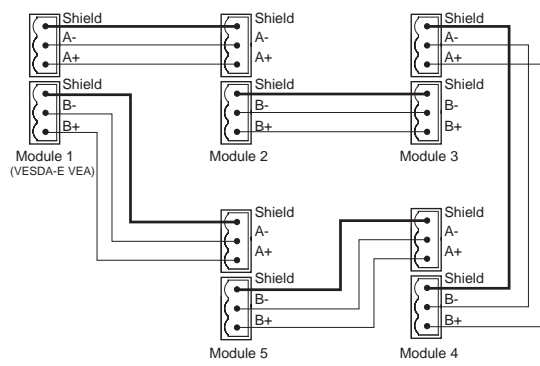 Shield
A-
A+
Shield
B-
B+
Module 1
(VESDA-E VEA)
Shield
A-
A+
Shield
B-
B+
Module 2
Shield
A-
A+
Shield
B-
B+
Module 3
Shield
A-
A+
Shield
B-
B+
Module 5
Shield
A-
A+
Shield
B-
B+
Module 4